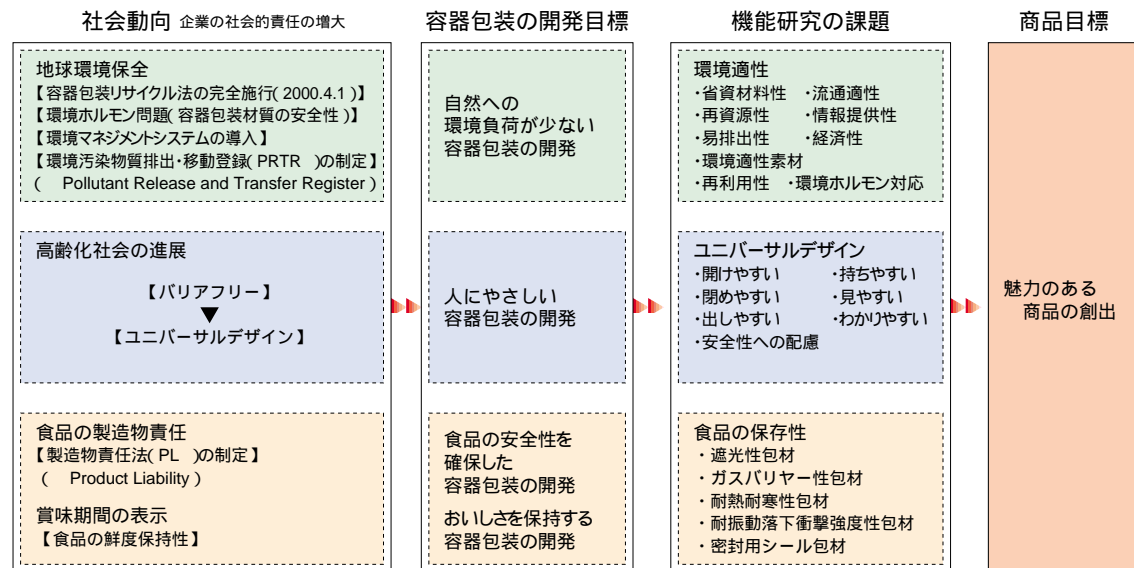 社会動向 企業の社会的責任の増大
地球環境保全
【容器包装リサイクル法の完全施行(2000.4.1)】
【環境ホルモン問題(容器包装材質の安全性)】
【環境マネジメントシステムの導入】
【環境汚染物質排出・移動登録(PRTR )の制定】
( Pollutant Release and Transfer Register)
高齢化社会の進展
【バリアフリー】
▼
【ユニバーサルデザイン】
食品の製造物責任
【製造物責任法(PL )の制定】
( Product Liability)
賞味期間の表示
【食品の鮮度保持性】
容器包装の開発目標
自然への
環境負荷が少ない
容器包装の開発
人にやさしい
容器包装の開発
食品の安全性を
確保した
容器包装の開発
おいしさを保持する
容器包装の開発
機能研究の課題
環境適性
・省資材料性 ・流通適性
・再資源性 ・情報提供性
・易排出性 ・経済性
・環境適性素材
・再利用性 ・環境ホルモン対応
ユニバーサルデザイン
・開けやすい ・持ちやすい
・閉めやすい ・見やすい
・出しやすい ・わかりやすい
・安全性への配慮
食品の保存性
・遮光性包材
・ガスバリヤー性包材
・耐熱耐寒性包材
・耐振動落下衝撃強度性包材
・密封用シール包材
商品目標
魅力のある
商品の創出